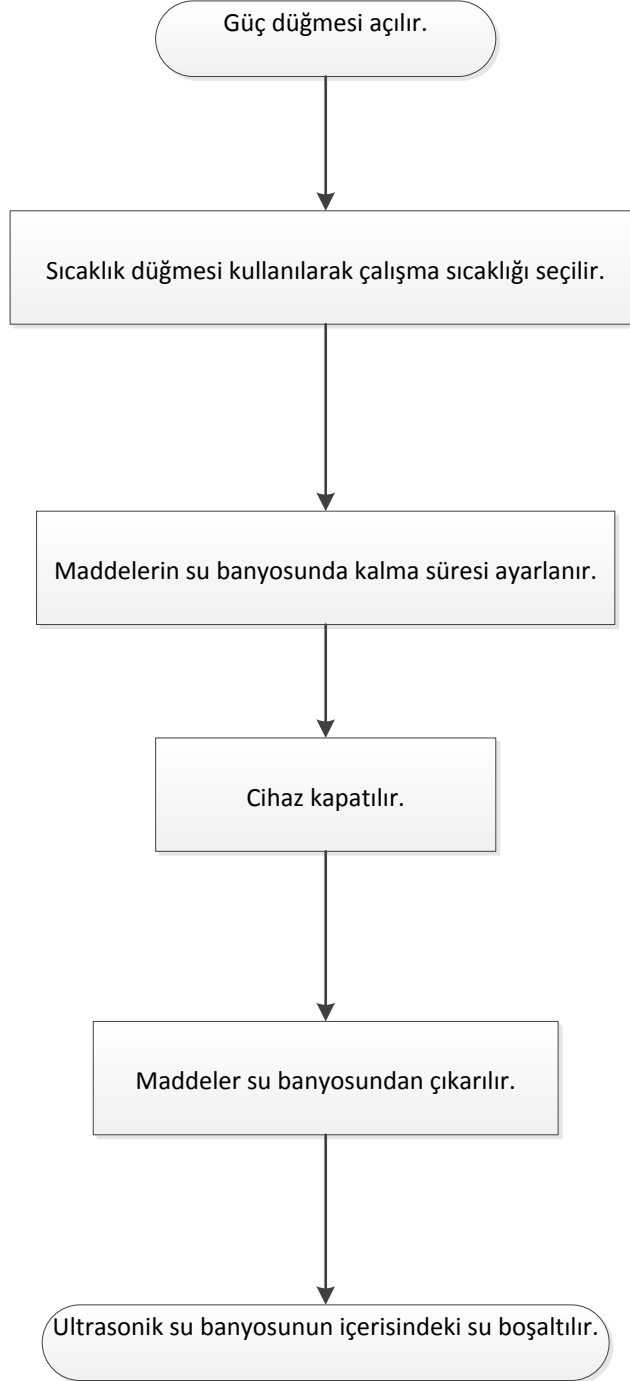 Güç düğmesi açılır.
Sıcaklık düğmesi kullanılarak çalışma sıcaklığı seçilir.
Maddelerin su banyosunda kalma süresi ayarlanır.
Cihaz kapatılır.
Maddeler su banyosundan çıkarılır.
Ultrasonik su banyosunun içerisindeki su boşaltılır.